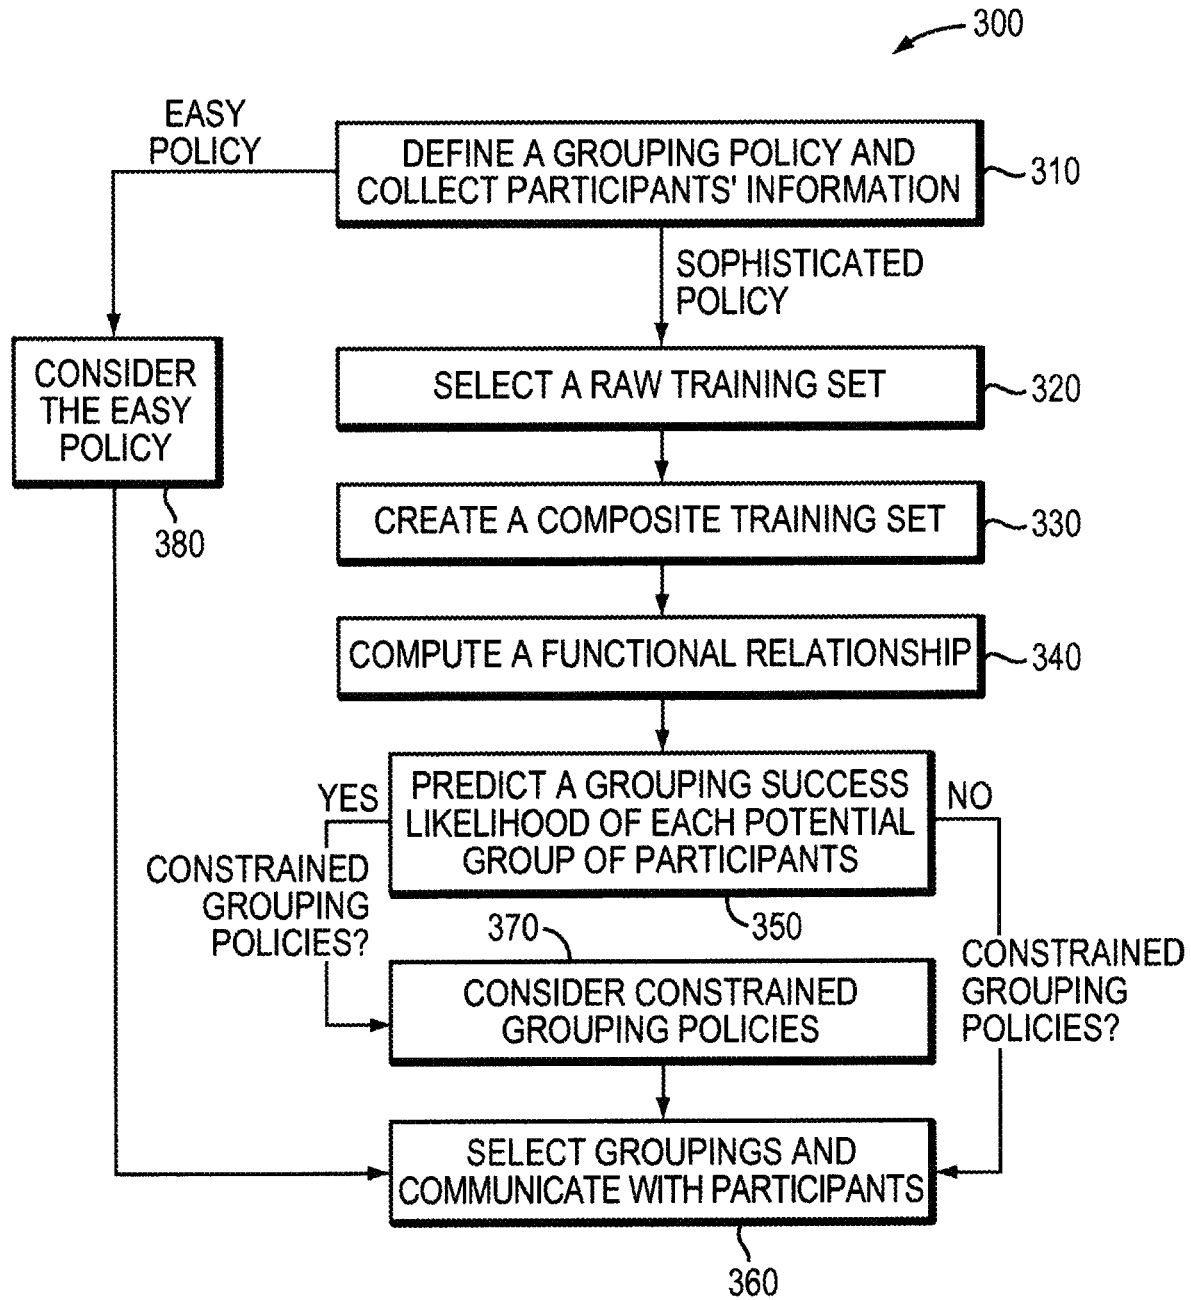 300
EASY
POLICY
DEFINE A GROUPING POLICY AND
COLLECT PARTICIPANTS' INFORMATION
310
SOPHISTICATED
POLICY
CONSIDER
THE EASY
POLICY
380
SELECT A RAW TRAINING SET
320
CREATE A COMPOSITE TRAINING SET
330
COMPUTE A FUNCTIONAL RELATIONSHIP
340
YES
PREDICT A GROUPING SUCCESS
LIKELIHOOD OF EACH POTENTIAL
GROUP OF PARTICIPANTS
NO
350
CONSTRAINED
GROUPING
POLICIES?
370
CONSIDER CONSTRAINED
GROUPING POLICIES
CONSTRAINED
GROUPING
POLICIES?
SELECT GROUPINGS AND
COMMUNICATE WITH PARTICIPANTS
360